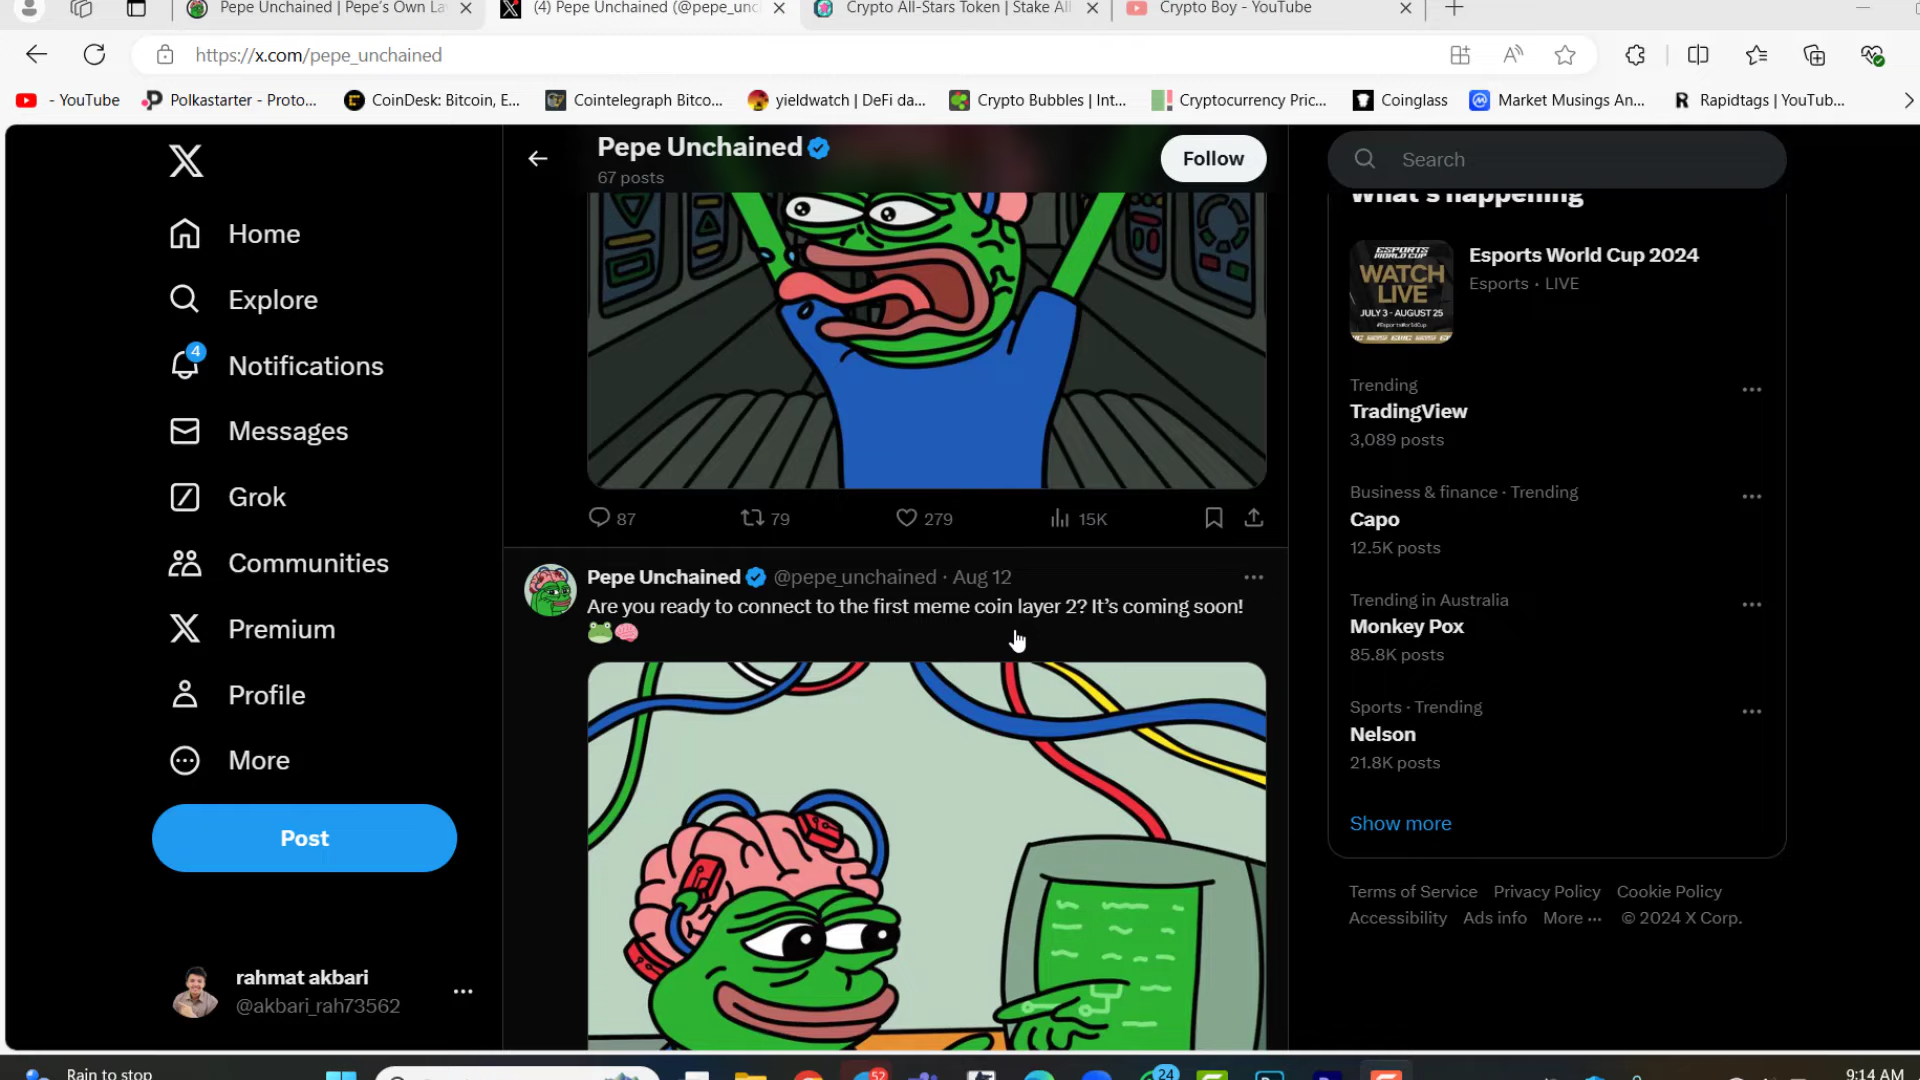 Pepe Unchained | Pepe's Own La
(4) Pepe Unchained (@pepe_unc
Crypto All-Stars Token | Stake All
Crypto Boy - YouTube
https://x.com/pepe_unchained
- YouTube
Polkastarter - Proto...
CoinDesk: Bitcoin, E...
Cointelegraph Bitco...
yieldwatch | DeFi da...
Crypto Bubbles | Int...
Cryptocurrency Pric...
Coinglass
Market Musings An...
Rapidtags | YouTub...
4
Home
Explore
Notifications
Messages
Grok
Communities
Premium
Profile
More
Post
rahmat akbari
@akbari_rah73562
Pepe Unchained
67 posts
Follow
87
79
279
15K
Pepe Unchained @pepe_unchained · Aug 12
Are you ready to connect to the first meme coin layer 2? It's coming soon!
🐸🧠
Search
What's happening
ESPORTS
WORLD CUP
WATCH
LIVE
JULY 3 - AUGUST 25
Esports World Cup 2024
Esports · LIVE
Trending
TradingView
3,089 posts
Business & finance · Trending
Capo
12.5K posts
Trending in Australia
Monkey Pox
85.8K posts
Sports · Trending
Nelson
21.8K posts
Show more
Terms of Service Privacy Policy Cookie Policy
Accessibility Ads info More ··· © 2024 X Corp.
Rain to stop
52
24
9:14 AM